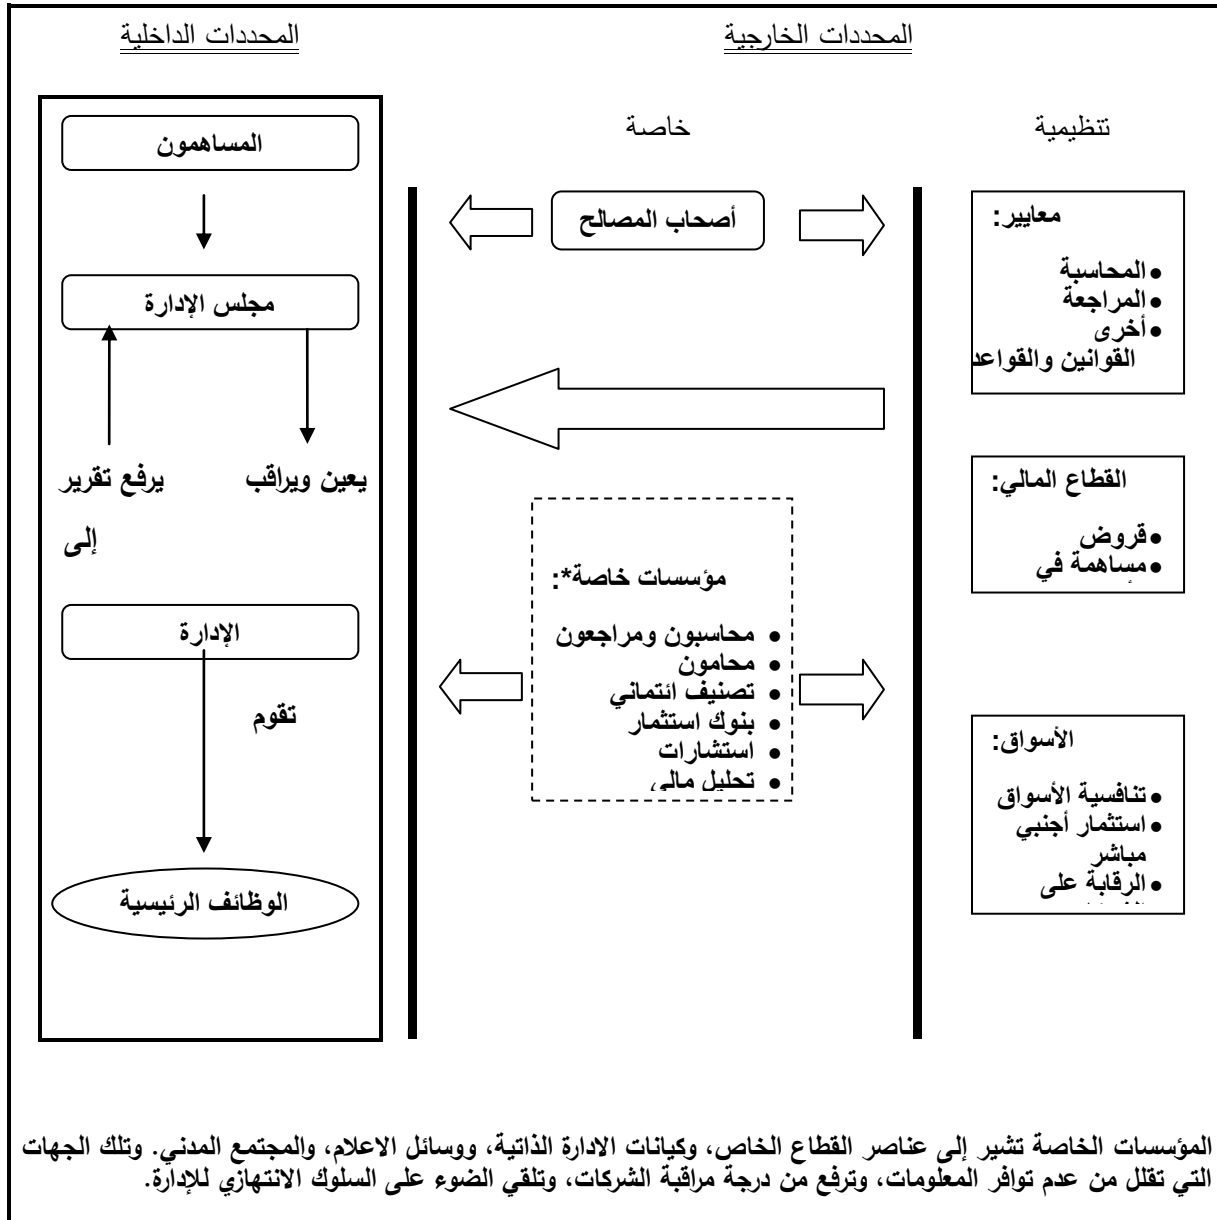 المحددات الخارجية
المحددات الداخلية
تنظيمية
خاصة
معايير:
● المحاسبة
● المراجعة
● أخرى
القوانين والقواعد
القطاع المالي:
● قروض
● مساهمة في
الأسواق:
● تنافسية الأسواق
● استثمار أجنبي
مباشر
● الرقابة على
أصحاب المصالح
مؤسسات خاصة*:
● محاسبون ومراجعون
● محامون
● تصنيف ائتماني
● بنوك استثمار
● استشارات
● تحليل مالي
المساهمون
مجلس الإدارة
يعين ويراقب
يرفع تقرير
إلى
الإدارة
تقوم
الوظائف الرئيسية
المؤسسات الخاصة تشير إلى عناصر القطاع الخاص، وكيانات الادارة الذاتية، ووسائل الاعلام، والمجتمع المدني. وتلك الجهات
التي تقلل من عدم توافر المعلومات، وترفع من درجة مراقبة الشركات، وتلقي الضوء على السلوك الانتهازي للإدارة.